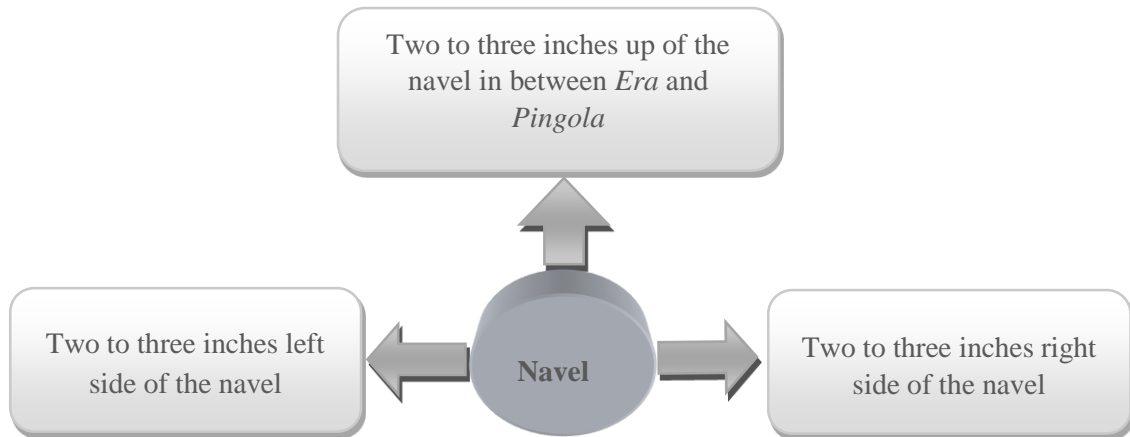 Two to three inches up of the
navel in between Era and
Pingola
Two to three inches left
side of the navel
Navel
Two to three inches right
side of the navel